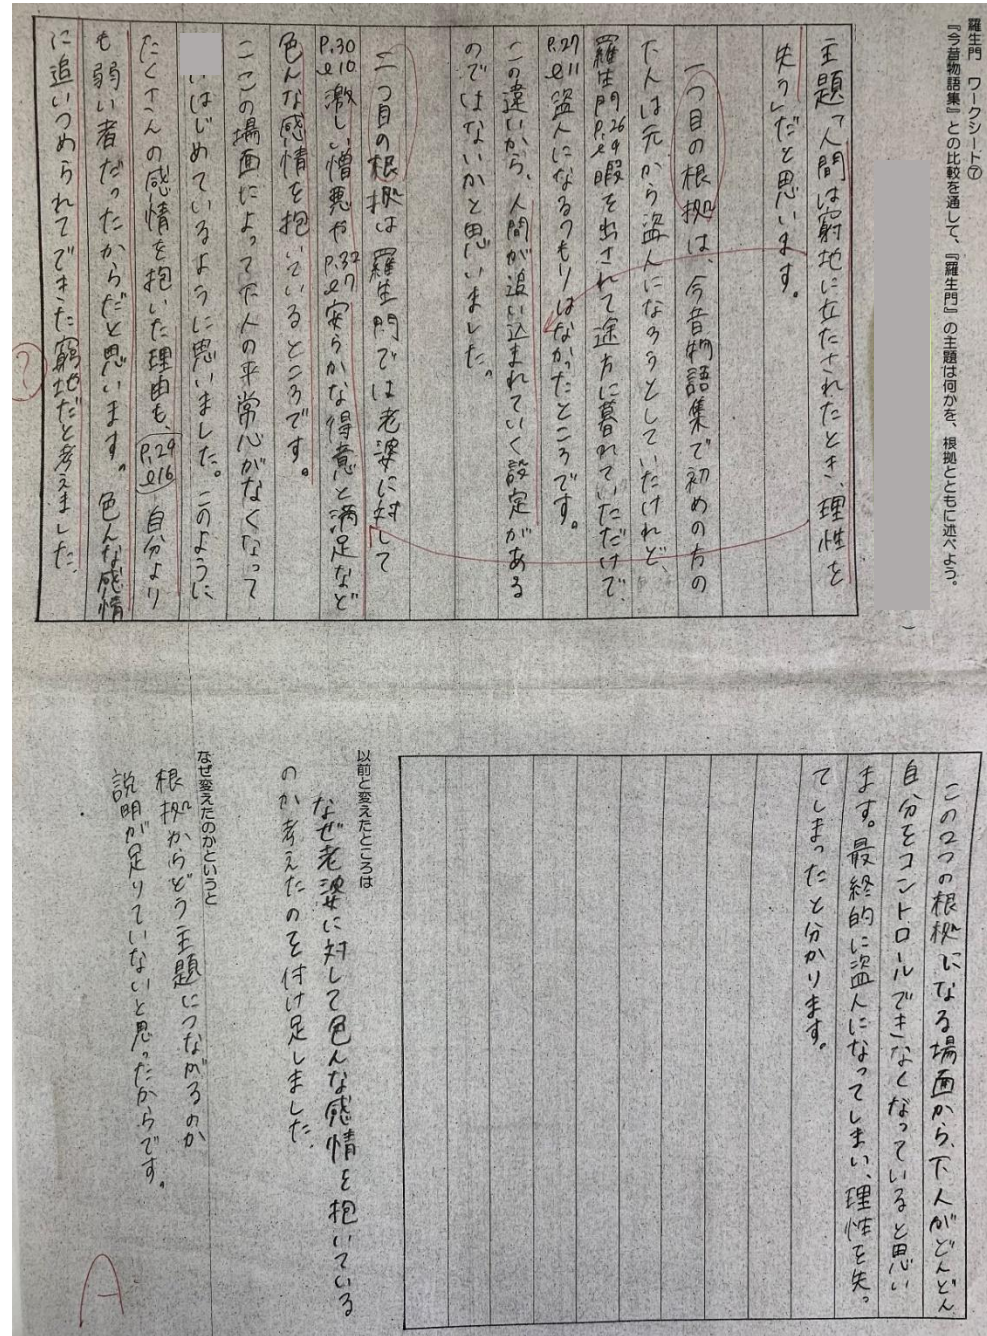 羅生門 ワークシート⑦
『今昔物語集』との比較を通して、『羅生門』の主題は何かを、根拠とともに述べよう。
)
主題「人間は窮地に立たされたとき、理性を
失う」だと思います。
一つ目の根拠は、今昔物語集で初めの方の
下人は元から盗人になろうとしていたけれど、
羅生門P.26 l.9暇を出されて途方に暮れていただけで、
P.27 l.11盗人になるつもりはなかったところです。
この違いから、人間が追い込まれていく設定がある
のではないかと思いました。
二つ目の根拠は羅生門では老婆に対して
P.30 l.10激しい憎悪やP.32 l.7安らかな得意と満足など
色んな感情を抱いているところです。
ここの場面によって下人の平常心がなくなって
はじめているように思いました。このように
たくさんの感情を抱いた理由も、P.29 l.16自分より
も弱い者だったからだと思います。色んな感情
に追いつめられてできた窮地だと考えました。
?
この2つの根拠になる場面から、下人がどんどん
自分をコントロールできなくなっていると思い
ます。最終的に盗人になってしまい、理性を失っ
てしまったと分かります。
以前と変えたところは
なぜ老婆に対して色んな感情を抱いている
のか考えたのを付け足しました。
なぜ変えたのかというと
根拠からどう主題につながるのか
説明が足りていないと思ったからです。
A